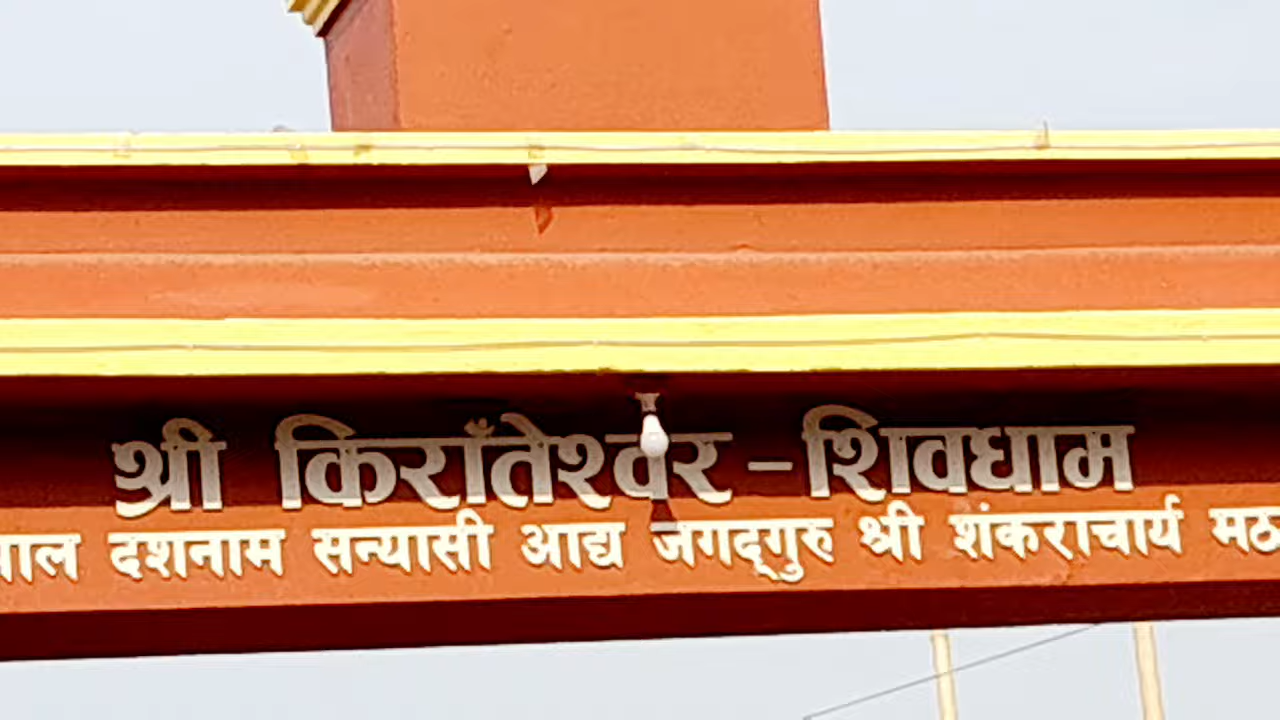 श्री किराँतेश्वर - शिवधाम
पाल दशनाम सन्यासी आद्य जगद्गुरु श्री शंकराचार्य मठ